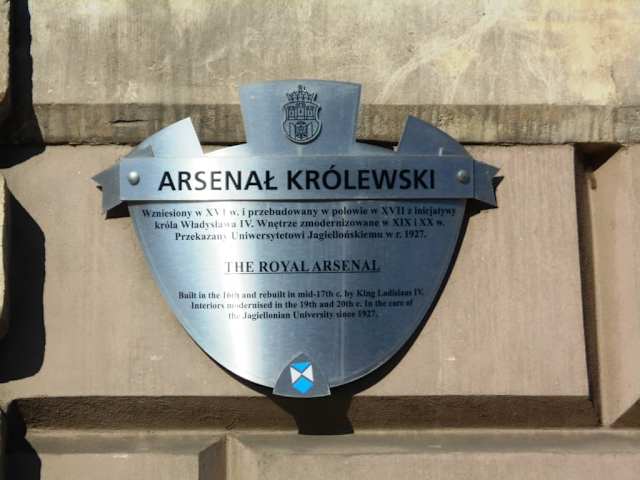 ARSENAŁ KRÓLEWSKI
Wzniesiony w XVI w. i przebudowany w połowie w XVII z inicjatywy
króla Władysława IV. Wnętrze zmodernizowane w XIX i XX w.
Przekazany Uniwersytetowi Jagiellońskiemu w r. 1927.
THE ROYAL ARSENAL
Built in the 16th and rebuilt in mid-17th c. by King Ladislaus IV.
Interiors modernised in the 19th and 20th c. In the care of
the Jagiellonian University since 1927.